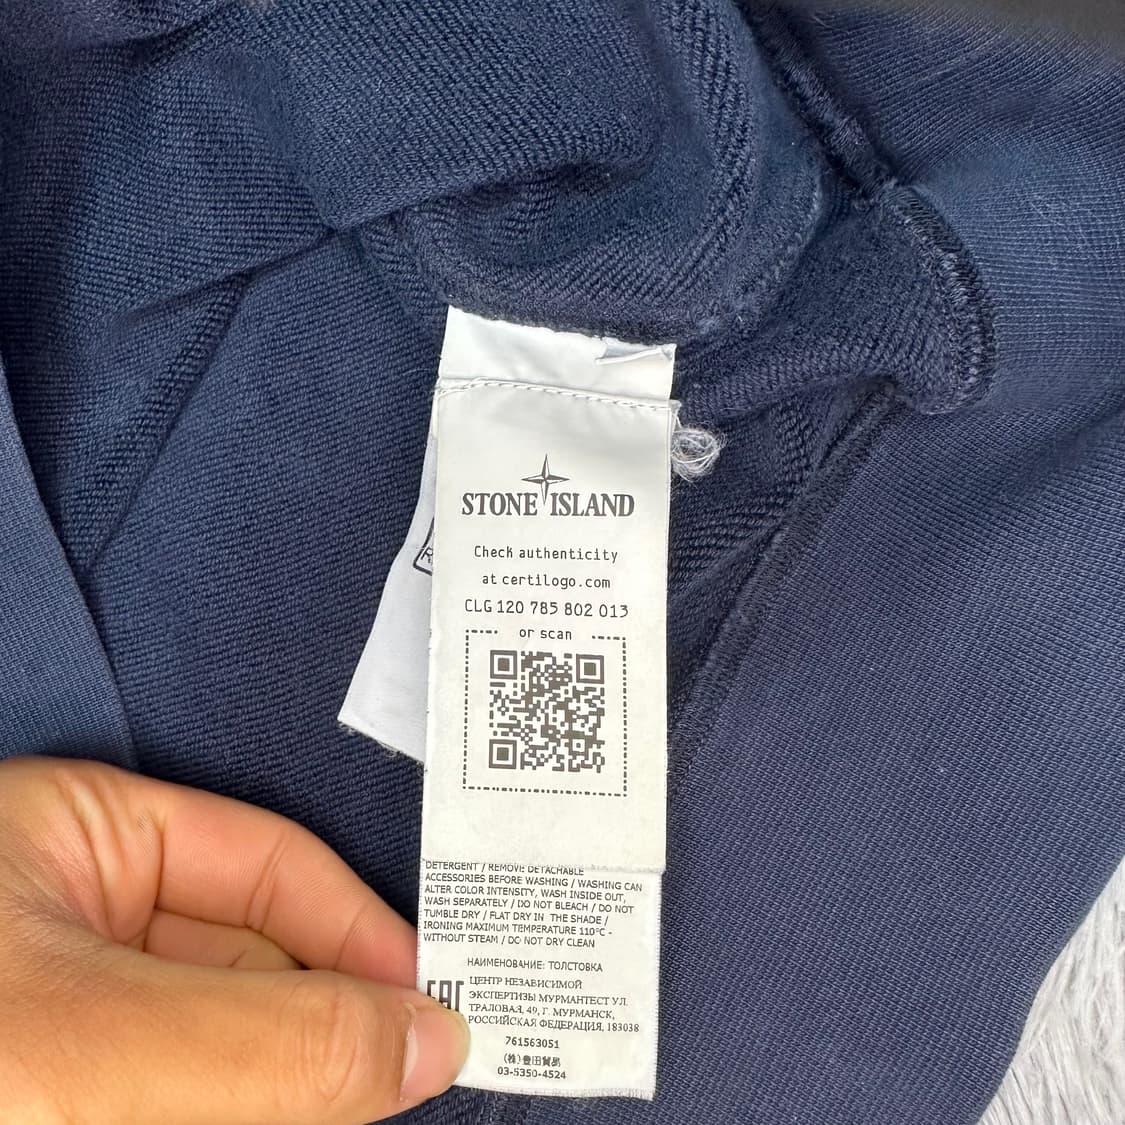 STONE ISLAND
Check authenticity
at certilogo.com
CLG 120 785 802 013
or scan
DETERGENT / REMOVE DETACHABLE
ACCESSORIES BEFORE WASHING / WASHING CAN
ALTER COLOR INTENSITY, WASH INSIDE OUT,
WASH SEPARATELY / DO NOT BLEACH / DO NOT
TUMBLE DRY / FLAT DRY IN THE SHADE /
IRONING MAXIMUM TEMPERATURE 110°C -
WITHOUT STEAM / DO NOT DRY CLEAN
НАИМЕНОВАНИЕ: ТОЛСТОВКА
ЦЕНТР НЕЗАВИСИМОЙ
ЭКСПЕРТИЗЫ МУРМАНТЕСТ УЛ.
ТРАЛОВАЯ, 49, Г. МУРМАНСК,
РОССИЙСКАЯ ФЕДЕРАЦИЯ, 183038
EAC
761563051
(株)豊田貿易
03-5350-4524